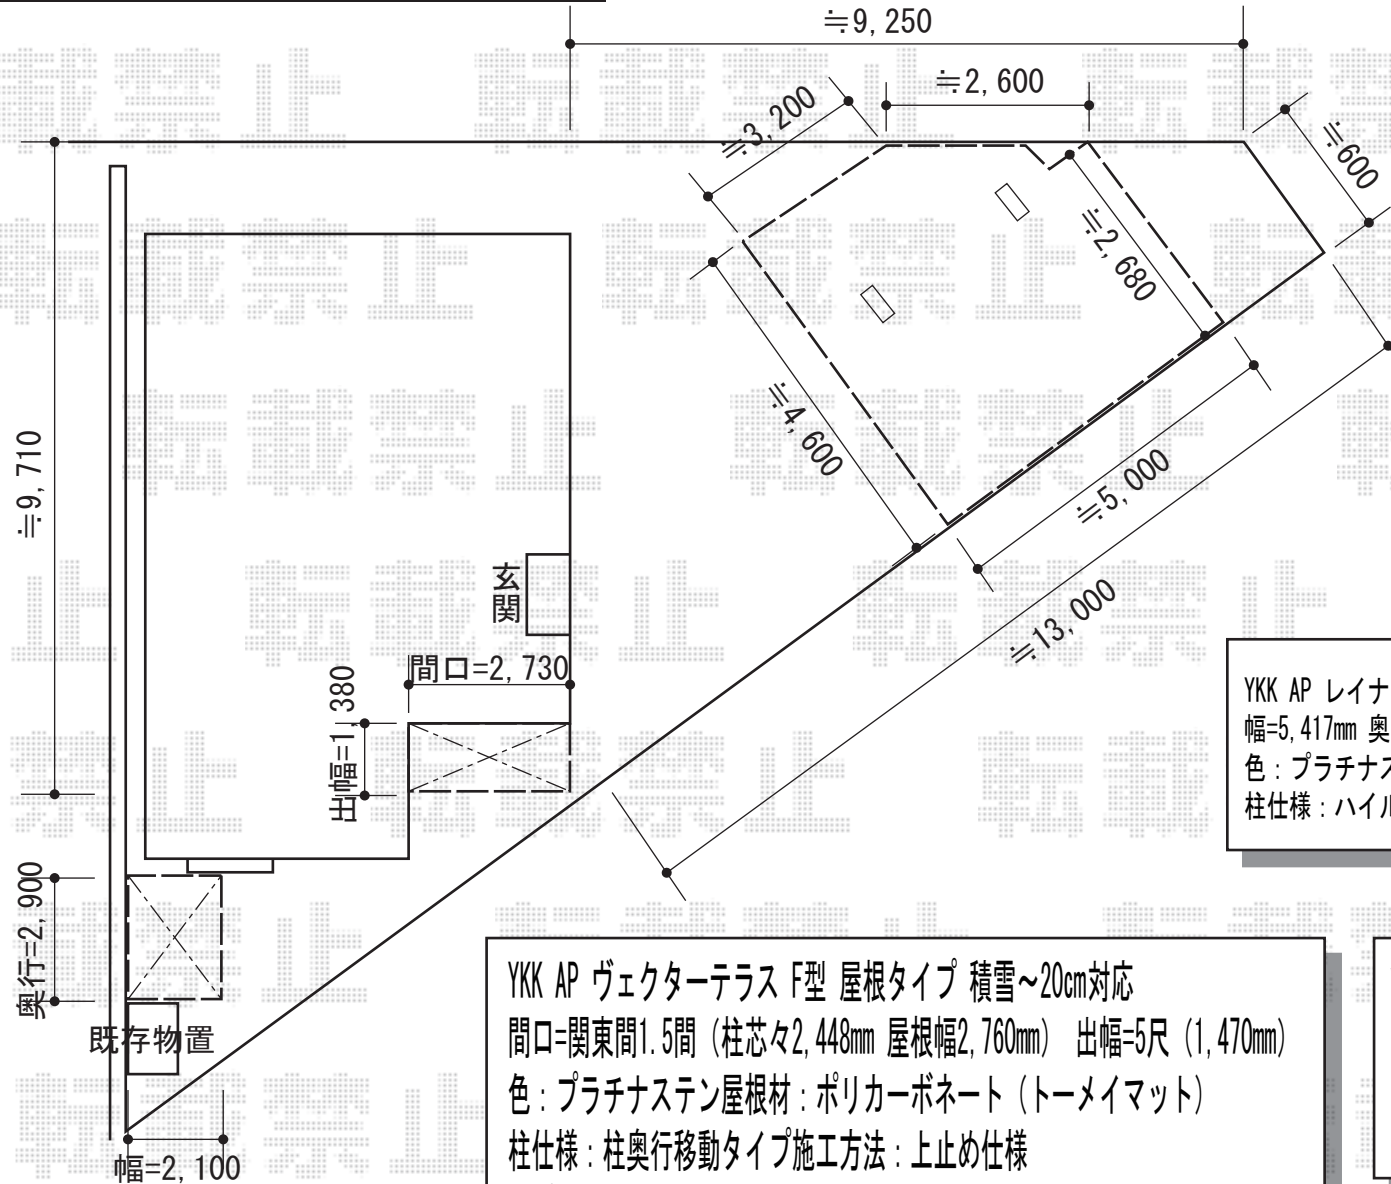 ≒9,250
≒2,600
≒3,200
≒600
≒2,680
≒4,600
≒5,000
≒13,000
≒9,710
玄関
間口=2,730
出幅=1,380
奥行=2,900
既存物置
幅=2,100
YKK AP レイナ
幅=5,417mm 奥
色：プラチナス
柱仕様：ハイル
YKK AP ヴェクターテラス F型 屋根タイプ 積雪～20cm対応
間口=関東間1.5間（柱芯々2,448mm 屋根幅2,760mm） 出幅=5尺（1,470mm）
色：プラチナステン屋根材：ポリカーボネート（トーメイマット）
柱仕様：柱奥行移動タイプ施工方法：上止め仕様
転載禁止